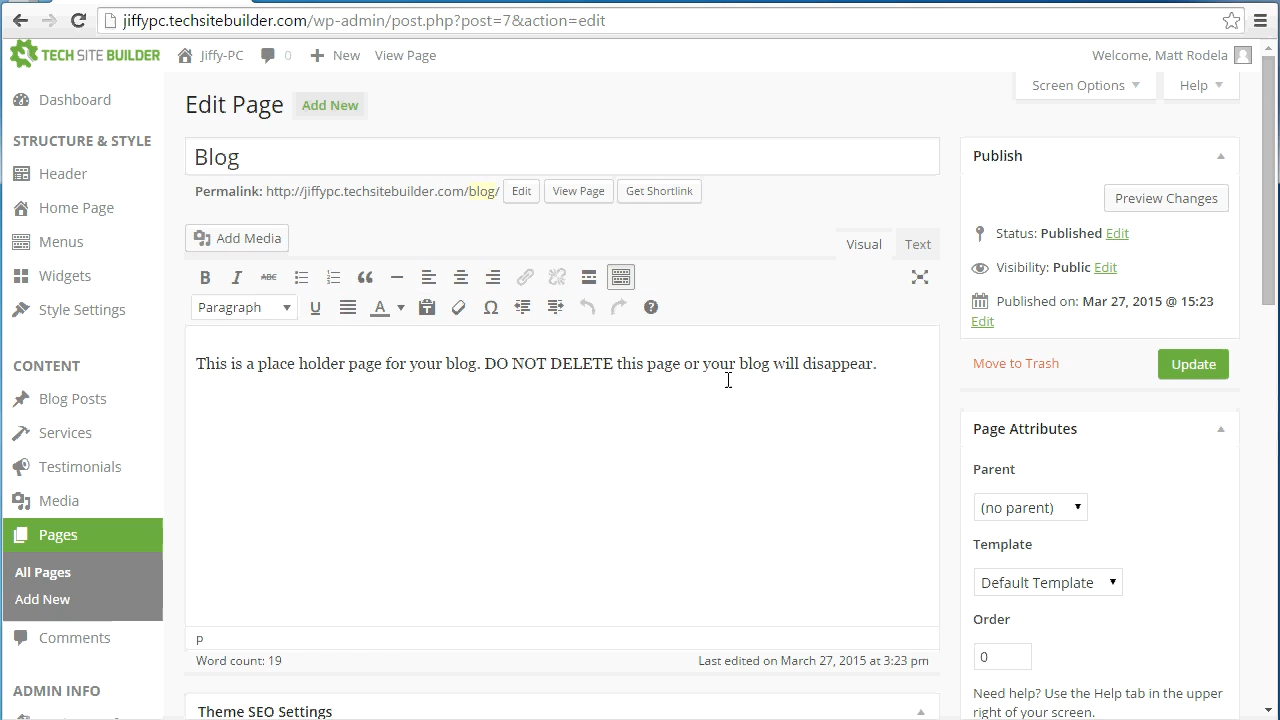 jiffypc.techsitebuilder.com/wp-admin/post.php?post=7&action=edit
TECH SITE BUILDER
Jiffy-PC
0
New
View Page
Welcome, Matt Rodela
Screen Options
Help
Dashboard
STRUCTURE & STYLE
Header
Home Page
Menus
Widgets
Style Settings
CONTENT
Blog Posts
Services
Testimonials
Media
Pages
All Pages
Add New
Comments
ADMIN INFO
Edit Page
Add New
Blog
Permalink: http://jiffypc.techsitebuilder.com/blog/ Edit View Page Get Shortlink
Add Media
Visual Text
B I ABC
Paragraph U A Ω ?
This is a place holder page for your blog. DO NOT DELETE this page or your blog will disappear.
p
Word count: 19
Last edited on March 27, 2015 at 3:23 pm
Theme SEO Settings
Publish
Preview Changes
Status: Published Edit
Visibility: Public Edit
Published on: Mar 27, 2015 @ 15:23
Edit
Move to Trash
Update
Page Attributes
Parent
(no parent)
Template
Default Template
Order
0
Need help? Use the Help tab in the upper
right of your screen.